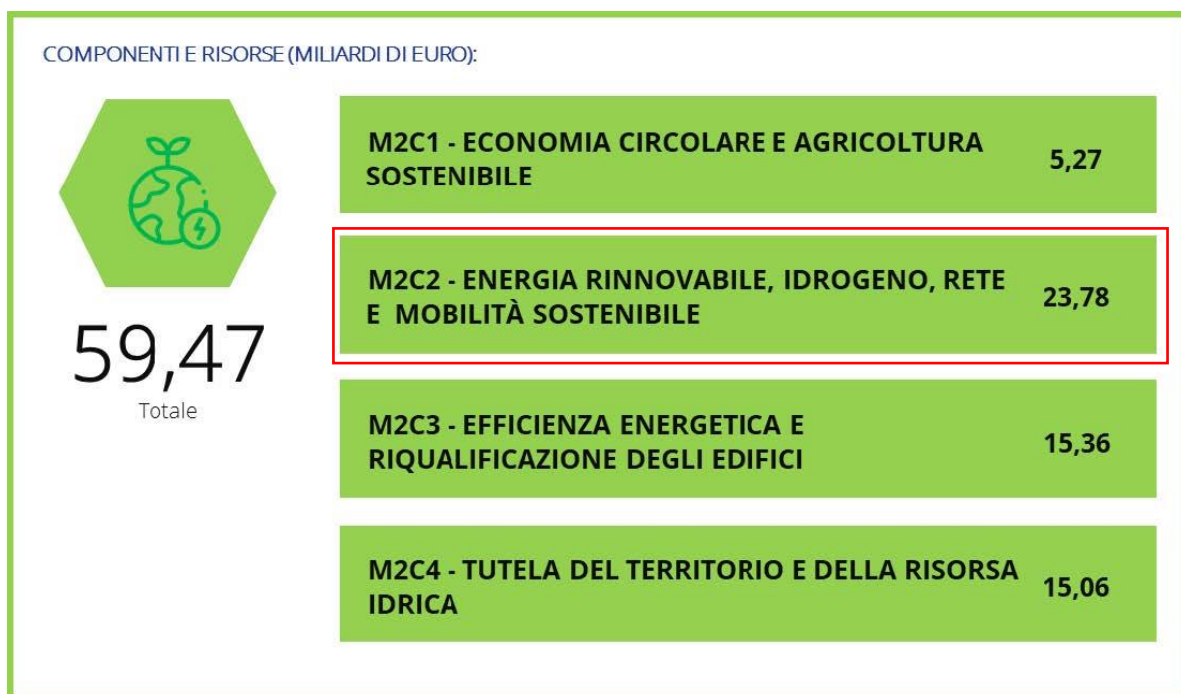 COMPONENTI E RISORSE (MILIARDI DI EURO):
59,47
Totale
M2C1 - ECONOMIA CIRCOLARE E AGRICOLTURA
SOSTENIBILE
5,27
M2C2 - ENERGIA RINNOVABILE, IDROGENO, RETE
E MOBILITÀ SOSTENIBILE
23,78
M2C3 - EFFICIENZA ENERGETICA E
RIQUALIFICAZIONE DEGLI EDIFICI
15,36
M2C4 - TUTELA DEL TERRITORIO E DELLA RISORSA
IDRICA
15,06